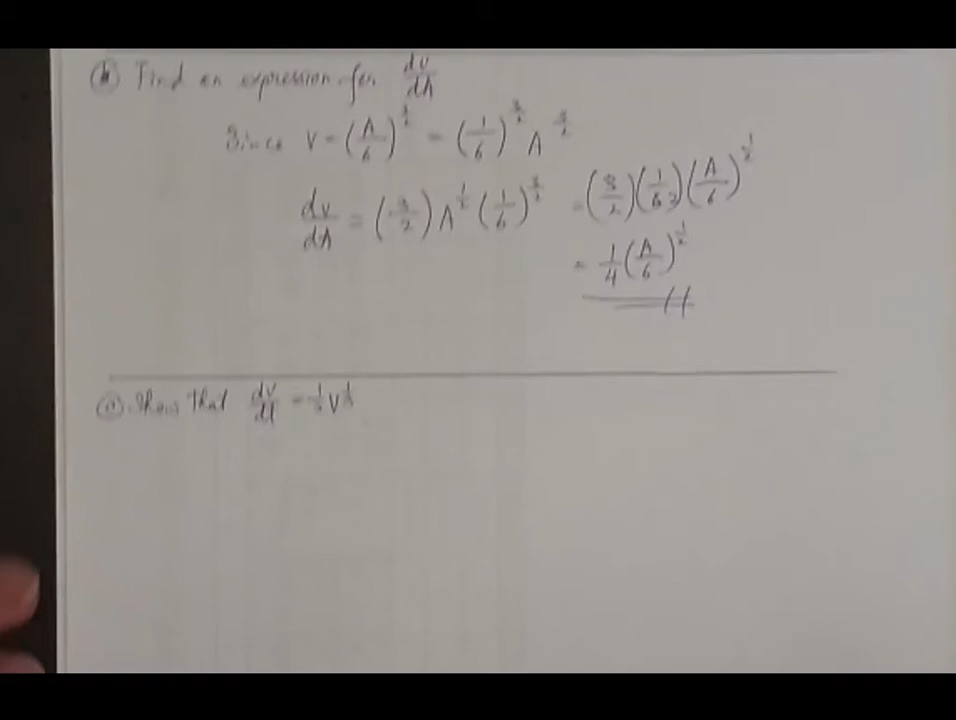 (b) Find an expression for dV/dA
Since V = (A/6)^(3/2) = (1/6)^(3/2) A^(3/2)
dV/dA = (3/2) A^(1/2) (1/6)^(3/2) = (3/2)(1/6)(A/6)^(1/2)
= 1/4 (A/6)^(1/2) //
(c) Show that dV/dt = V^(1/3)